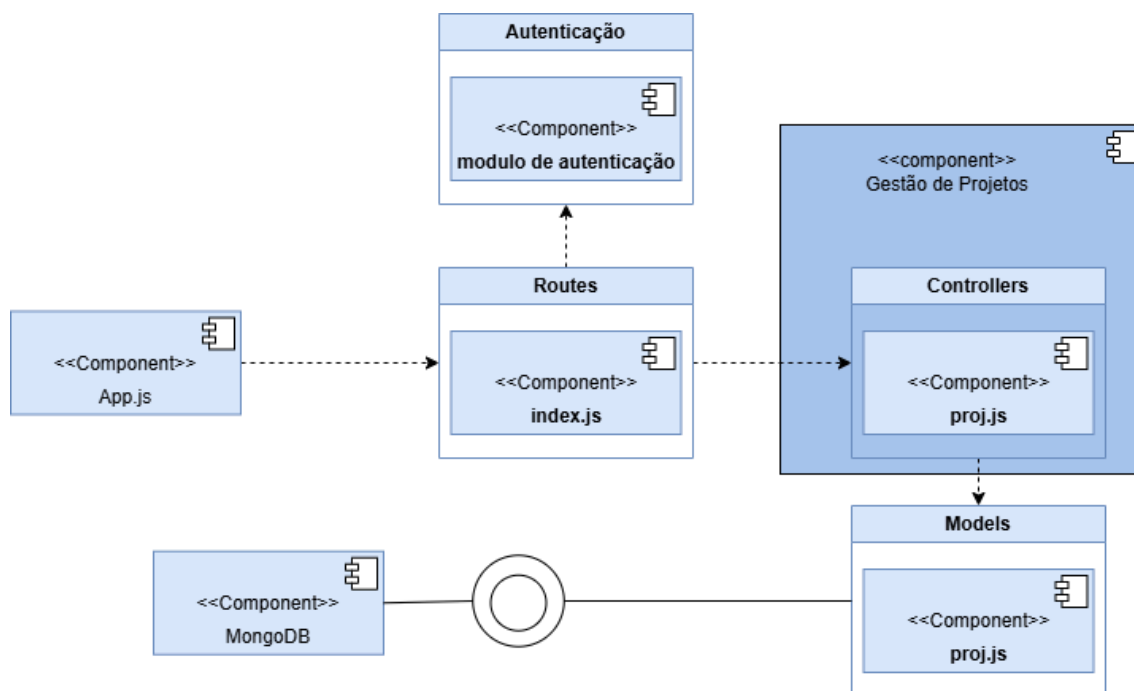 Autenticação
<<Component>>
modulo de autenticação
<<component>>
Gestão de Projetos
Routes
Controllers
<<Component>>
App.js
<<Component>>
index.js
<<Component>>
proj.js
Models
<<Component>>
MongoDB
<<Component>>
proj.js